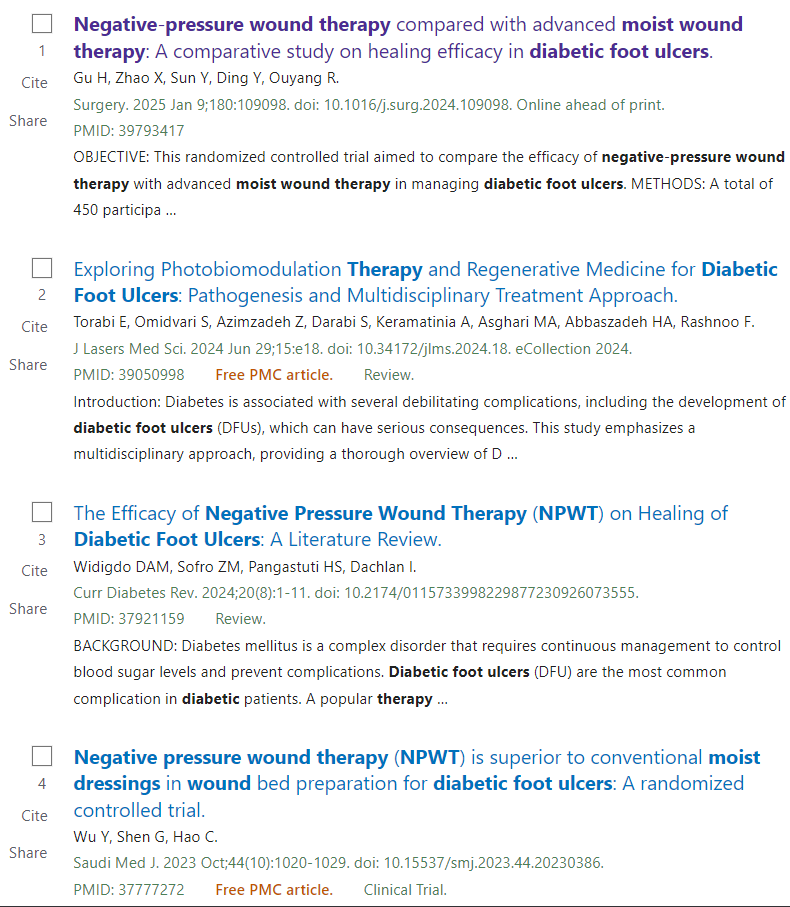 Negative-pressure wound therapy compared with advanced moist wound
therapy: A comparative study on healing efficacy in diabetic foot ulcers.
1
Gu H, Zhao X, Sun Y, Ding Y, Ouyang R.
Cite
Surgery. 2025 Jan 9;180:109098. doi: 10.1016/j.surg.2024.109098. Online ahead of print.
Share
PMID: 39793417
OBJECTIVE: This randomized controlled trial aimed to compare the efficacy of negative-pressure wound
therapy with advanced moist wound therapy in managing diabetic foot ulcers. METHODS: A total of
450 participa ...
Exploring Photobiomodulation Therapy and Regenerative Medicine for Diabetic
Foot Ulcers: Pathogenesis and Multidisciplinary Treatment Approach.
2
Torabi E, Omidvari S, Azimzadeh Z, Darabi S, Keramatinia A, Asghari MA, Abbaszadeh HA, Rashnoo F.
Cite
J Lasers Med Sci. 2024 Jun 29;15:e18. doi: 10.34172/jlms.2024.18. eCollection 2024.
Share
PMID: 39050998 Free PMC article. Review.
Introduction: Diabetes is associated with several debilitating complications, including the development of
diabetic foot ulcers (DFUs), which can have serious consequences. This study emphasizes a
multidisciplinary approach, providing a thorough overview of D ...
The Efficacy of Negative Pressure Wound Therapy (NPWT) on Healing of
Diabetic Foot Ulcers: A Literature Review.
3
Widigdo DAM, Sofro ZM, Pangastuti HS, Dachlan I.
Cite
Curr Diabetes Rev. 2024;20(8):1-11. doi: 10.2174/0115733998229877230926073555.
Share
PMID: 37921159 Review.
BACKGROUND: Diabetes mellitus is a complex disorder that requires continuous management to control
blood sugar levels and prevent complications. Diabetic foot ulcers (DFU) are the most common
complication in diabetic patients. A popular therapy ...
Negative pressure wound therapy (NPWT) is superior to conventional moist
dressings in wound bed preparation for diabetic foot ulcers: A randomized
controlled trial.
4
Wu Y, Shen G, Hao C.
Cite
Saudi Med J. 2023 Oct;44(10):1020-1029. doi: 10.15537/smj.2023.44.20230386.
Share
PMID: 37777272 Free PMC article. Clinical Trial.